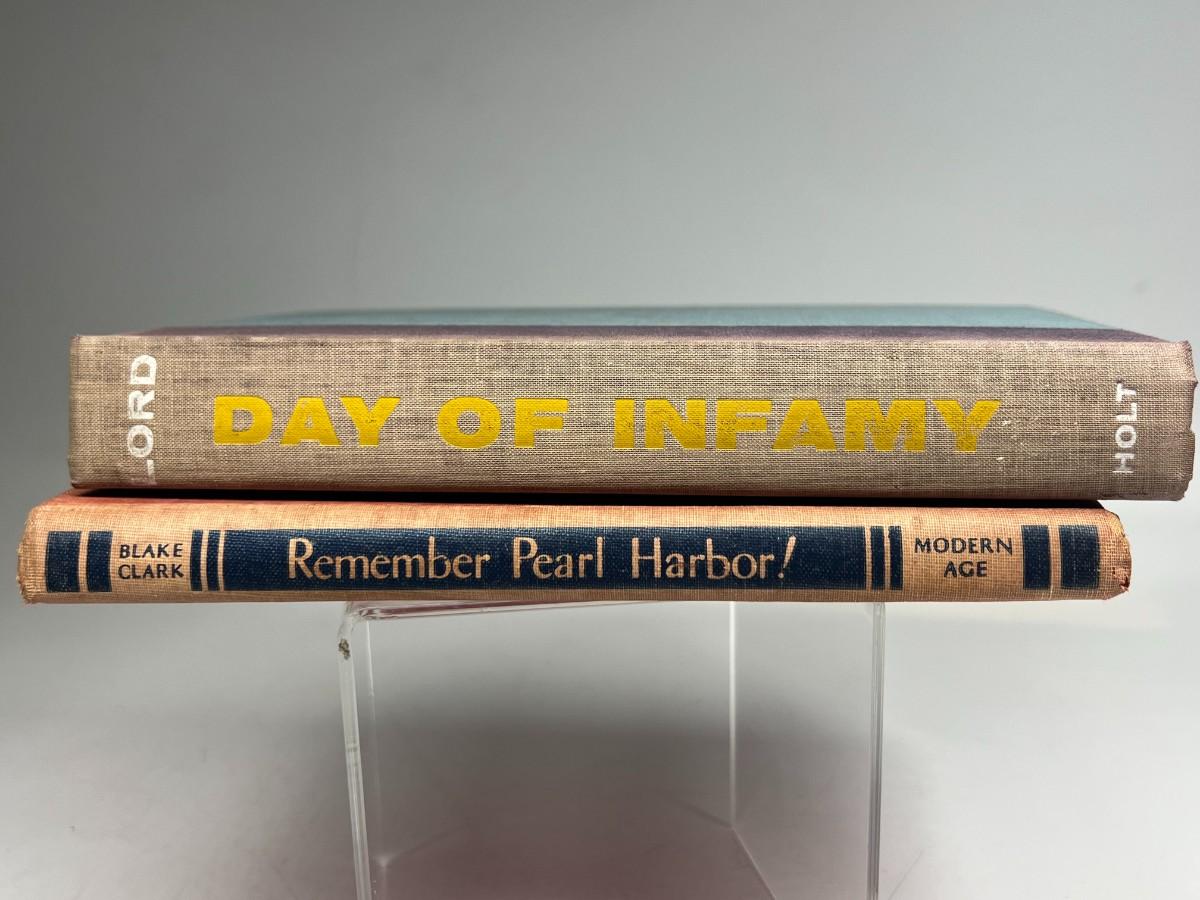 LORD
DAY OF INFAMY
HOLT
BLAKE
CLARK
Remember Pearl Harbor!
MODERN
AGE